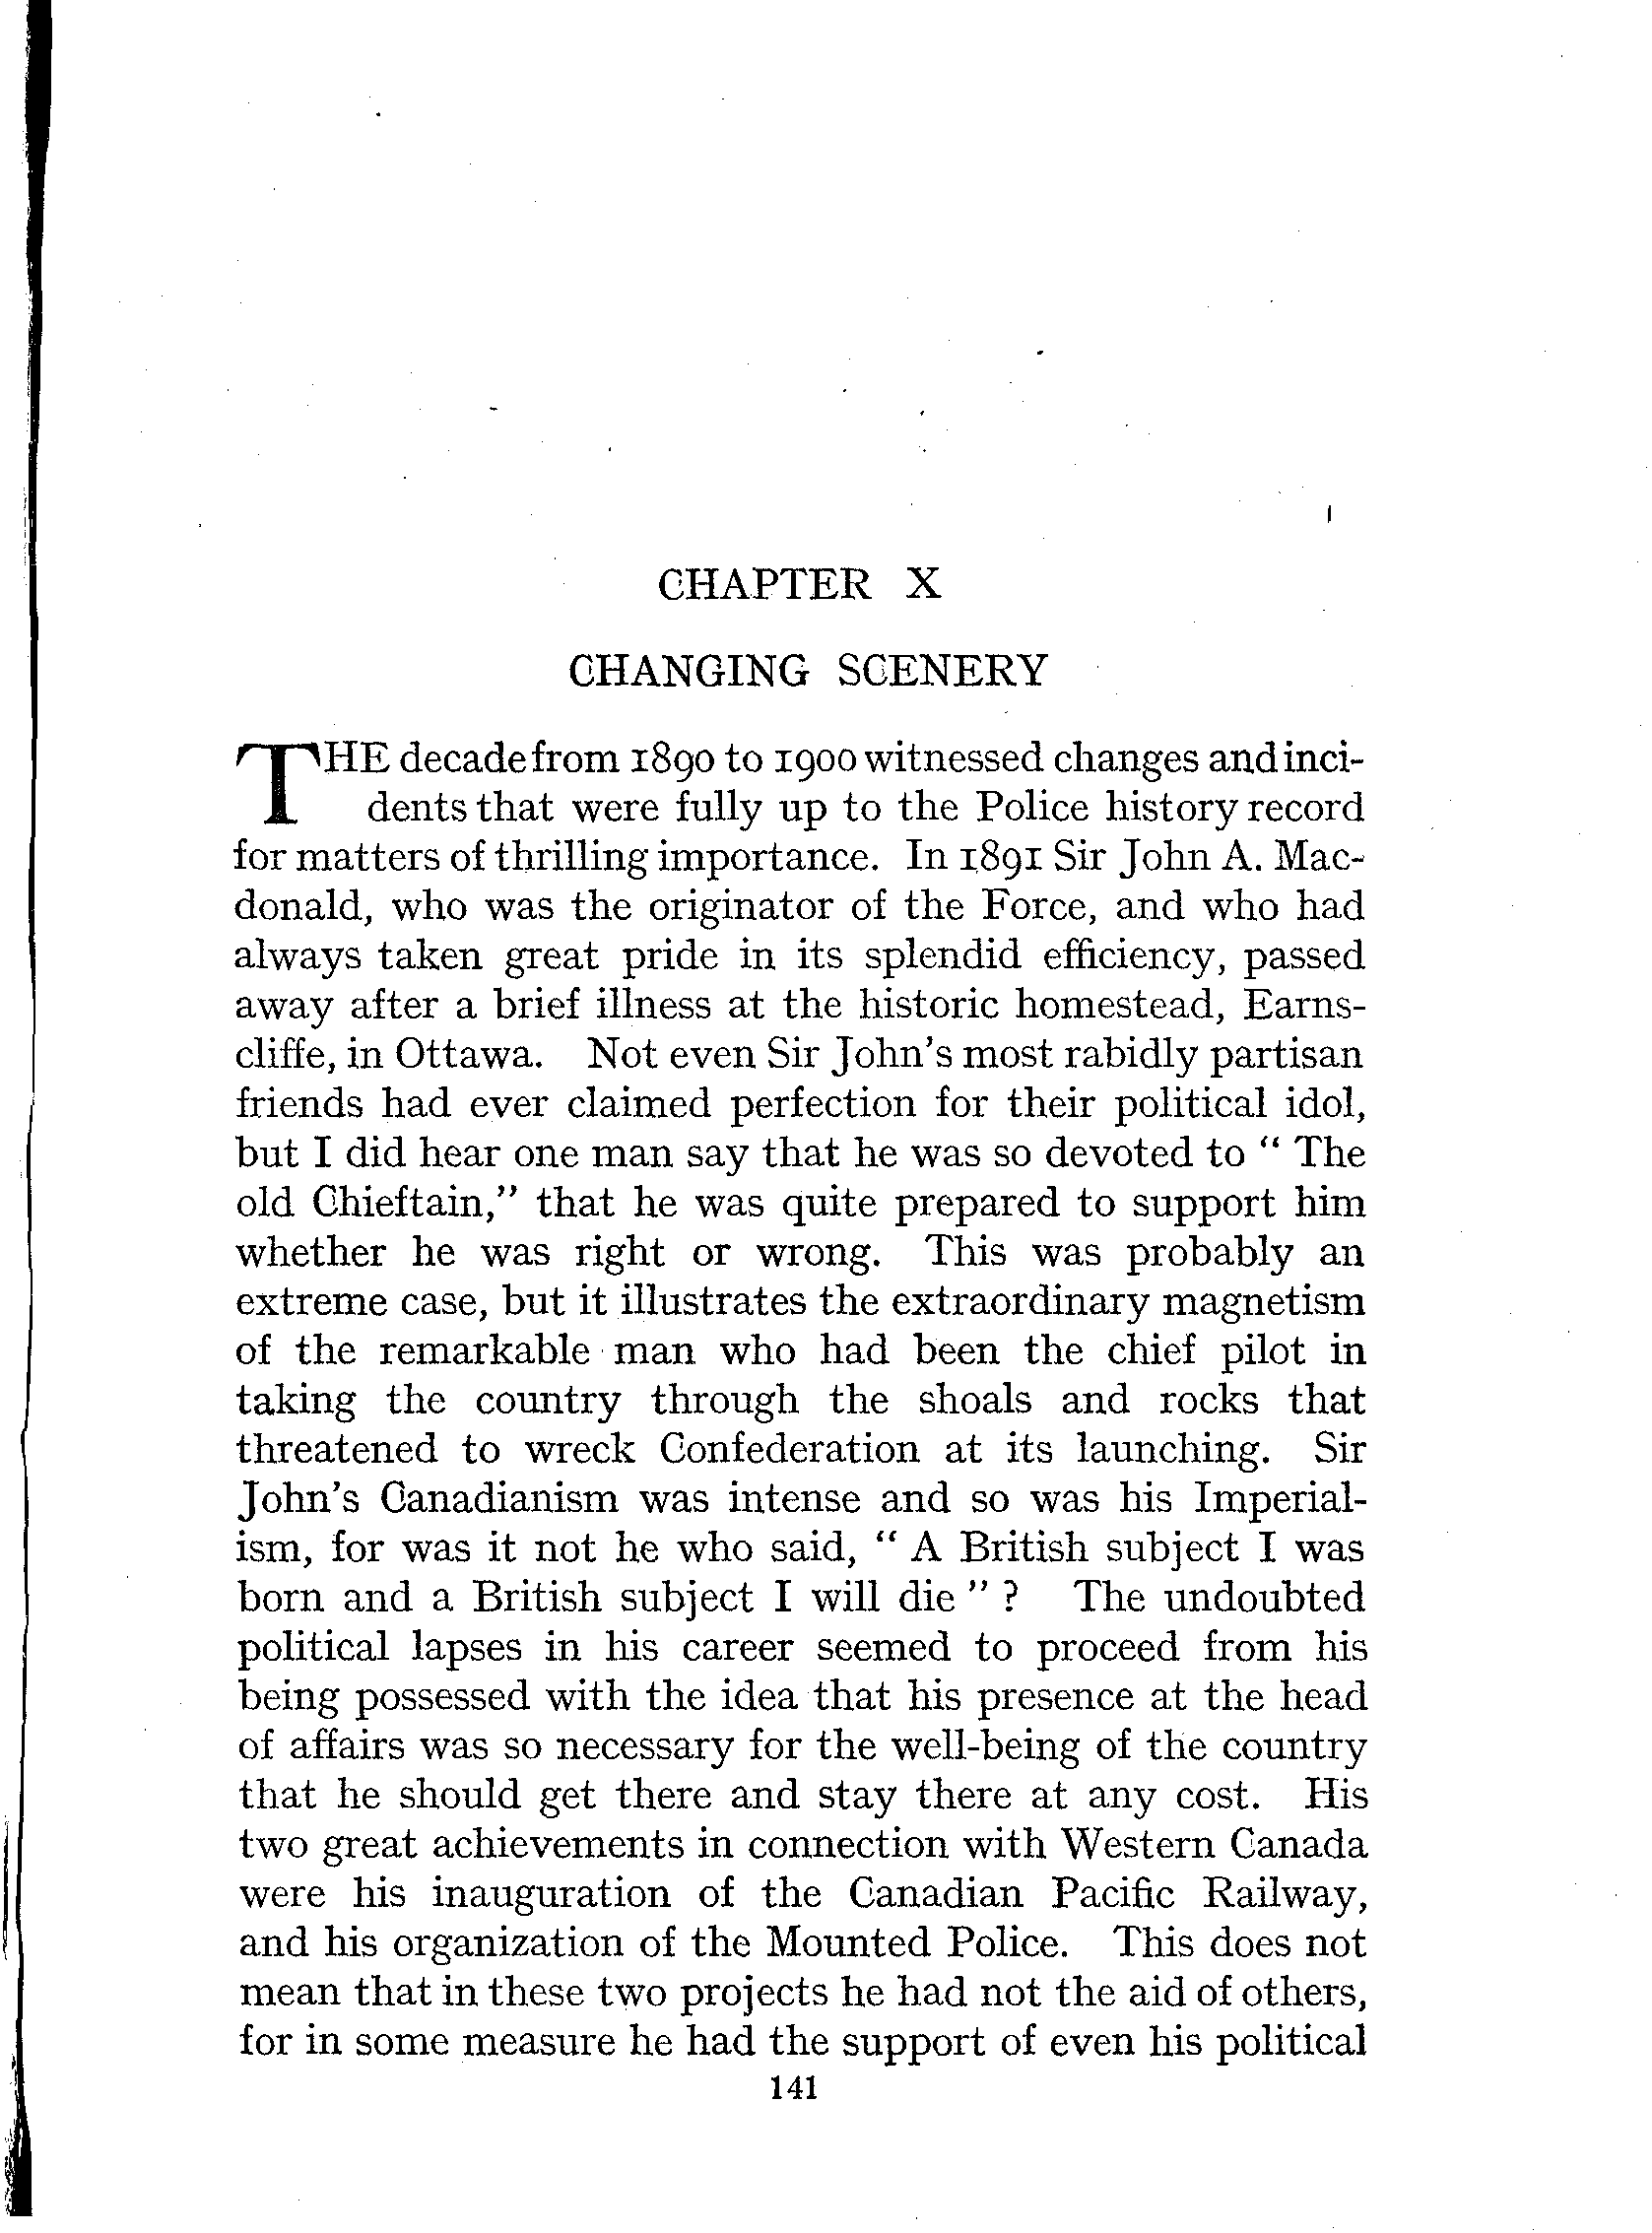 CHAPTER X
CHANGING SCENERY
THE decade from 1890 to 1900 witnessed changes and inci-
dents that were fully up to the Police history record
for matters of thrilling importance. In 1891 Sir John A. Mac-
donald, who was the originator of the Force, and who had
always taken great pride in its splendid efficiency, passed
away after a brief illness at the historic homestead, Earns-
cliffe, in Ottawa. Not even Sir John's most rabidly partisan
friends had ever claimed perfection for their political idol,
but I did hear one man say that he was so devoted to " The
old Chieftain," that he was quite prepared to support him
whether he was right or wrong. This was probably an
extreme case, but it illustrates the extraordinary magnetism
of the remarkable man who had been the chief pilot in
taking the country through the shoals and rocks that
threatened to wreck Confederation at its launching. Sir
John's Canadianism was intense and so was his Imperial-
ism, for was it not he who said, " A British subject I was
born and a British subject I will die " ? The undoubted
political lapses in his career seemed to proceed from his
being possessed with the idea that his presence at the head
of affairs was so necessary for the well-being of the country
that he should get there and stay there at any cost. His
two great achievements in connection with Western Canada
were his inauguration of the Canadian Pacific Railway,
and his organization of the Mounted Police. This does not
mean that in these two projects he had not the aid of others,
for in some measure he had the support of even his political
141